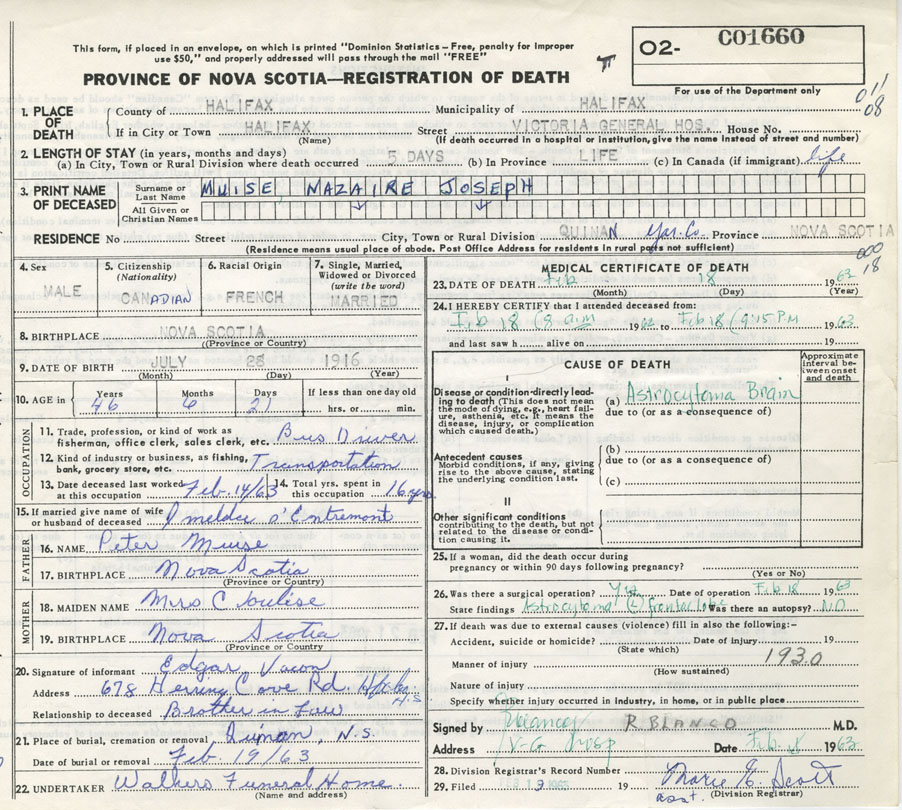 This form, if placed in an envelope, on which is printed "Dominion Statistics - Free, penalty for improper
use $50," and properly addressed will pass through the mail "FREE"
PROVINCE OF NOVA SCOTIA—REGISTRATION OF DEATH
02- C01660
For use of the Department only
011
08
1. PLACE OF DEATH
County of HALIFAX Municipality of HALIFAX
If in City or Town HALIFAX Street VICTORIA GENERAL HOS. House No.
(Name) (If death occurred in a hospital or institution, give the name instead of street and number)
2. LENGTH OF STAY (in years, months and days)
(a) In City, Town or Rural Division where death occurred 5 DAYS (b) In Province LIFE (c) In Canada (if immigrant) life
3. PRINT NAME OF DECEASED
Surname or Last Name MUISE, NAZAIRE JOSEPH
All Given or Christian Names
RESIDENCE No Street City, Town or Rural Division QUINAN Yar. Co. Province NOVA SCOTIA
(Residence means usual place of abode. Post Office Address for residents in rural parts not sufficient)
000
18
4. Sex MALE
5. Citizenship (Nationality) CANADIAN
6. Racial Origin FRENCH
7. Single, Married, Widowed or Divorced (write the word) MARRIED
8. BIRTHPLACE NOVA SCOTIA
(Province or Country)
9. DATE OF BIRTH JULY 28 1916
(Month) (Day) (Year)
10. AGE in Years 46 Months 6 Days 21 If less than one day old
hrs. or min.
OCCUPATION
11. Trade, profession, or kind of work as
fisherman, office clerk, sales clerk, etc. Bus Driver
12. Kind of industry or business, as fishing,
bank, grocery store, etc. Transportation
13. Date deceased last worked at this occupation Feb. 14/63 14. Total yrs. spent in this occupation 16 yrs
15. If married give name of wife
or husband of deceased Imelda d'Entremont
FATHER
16. NAME Peter Muise
17. BIRTHPLACE Nova Scotia
(Province or Country)
MOTHER
18. MAIDEN NAME Mrs C
19. BIRTHPLACE Nova Scotia
(Province or Country)
20. Signature of informant Edgar
Address 678 Herring Cove Rd. N.S.
Relationship to deceased Brother in Law
21. Place of burial, cremation or removal Quinan, N.S.
Date of burial or removal Feb. 19/63
22. UNDERTAKER Walkers Funeral Home
(Name and address)
MEDICAL CERTIFICATE OF DEATH
23. DATE OF DEATH Feb 18 1963
(Month) (Day) (Year)
24. I HEREBY CERTIFY that I attended deceased from:
Feb 18 (8 a.m 1962 to Feb 18 (9:15 P.M 1963
and last saw h alive on 19
CAUSE OF DEATH
Approximate interval between onset and death
I
Disease or condition directly leading to death (This does not mean the mode of dying, e.g., heart failure, asthenia, etc. It means the disease, injury, or complication which caused death.)
(a) Astrocytoma Brain
due to (or as a consequence of)
Antecedent causes
Morbid conditions, if any, giving rise to the above cause, stating the underlying condition last.
(b)
due to (or as consequence of)
(c)
II
Other significant conditions
contributing to the death, but not related to the disease or condition causing it.
25. If a woman, did the death occur during
pregnancy or within 90 days following pregnancy?
(Yes or No)
26. Was there a surgical operation? Yes Date of operation Feb 18 1963
State findings Astrocytoma (L) frontal lobe Was there an autopsy? NO
27. If death was due to external causes (violence) fill in also the following:-
Accident, suicide or homicide? Date of injury 19
(State which)
Manner of injury 1930
(How sustained)
Nature of injury
Specify whether injury occurred in Industry, in home, or in public place
Signed by R BLANCO M.D.
Address V-G Hosp Date Feb 18 1963
28. Division Registrar's Record Number
29. Filed FEB 19 1963 19 Marie E. Scott
asst. (Division Registrar)